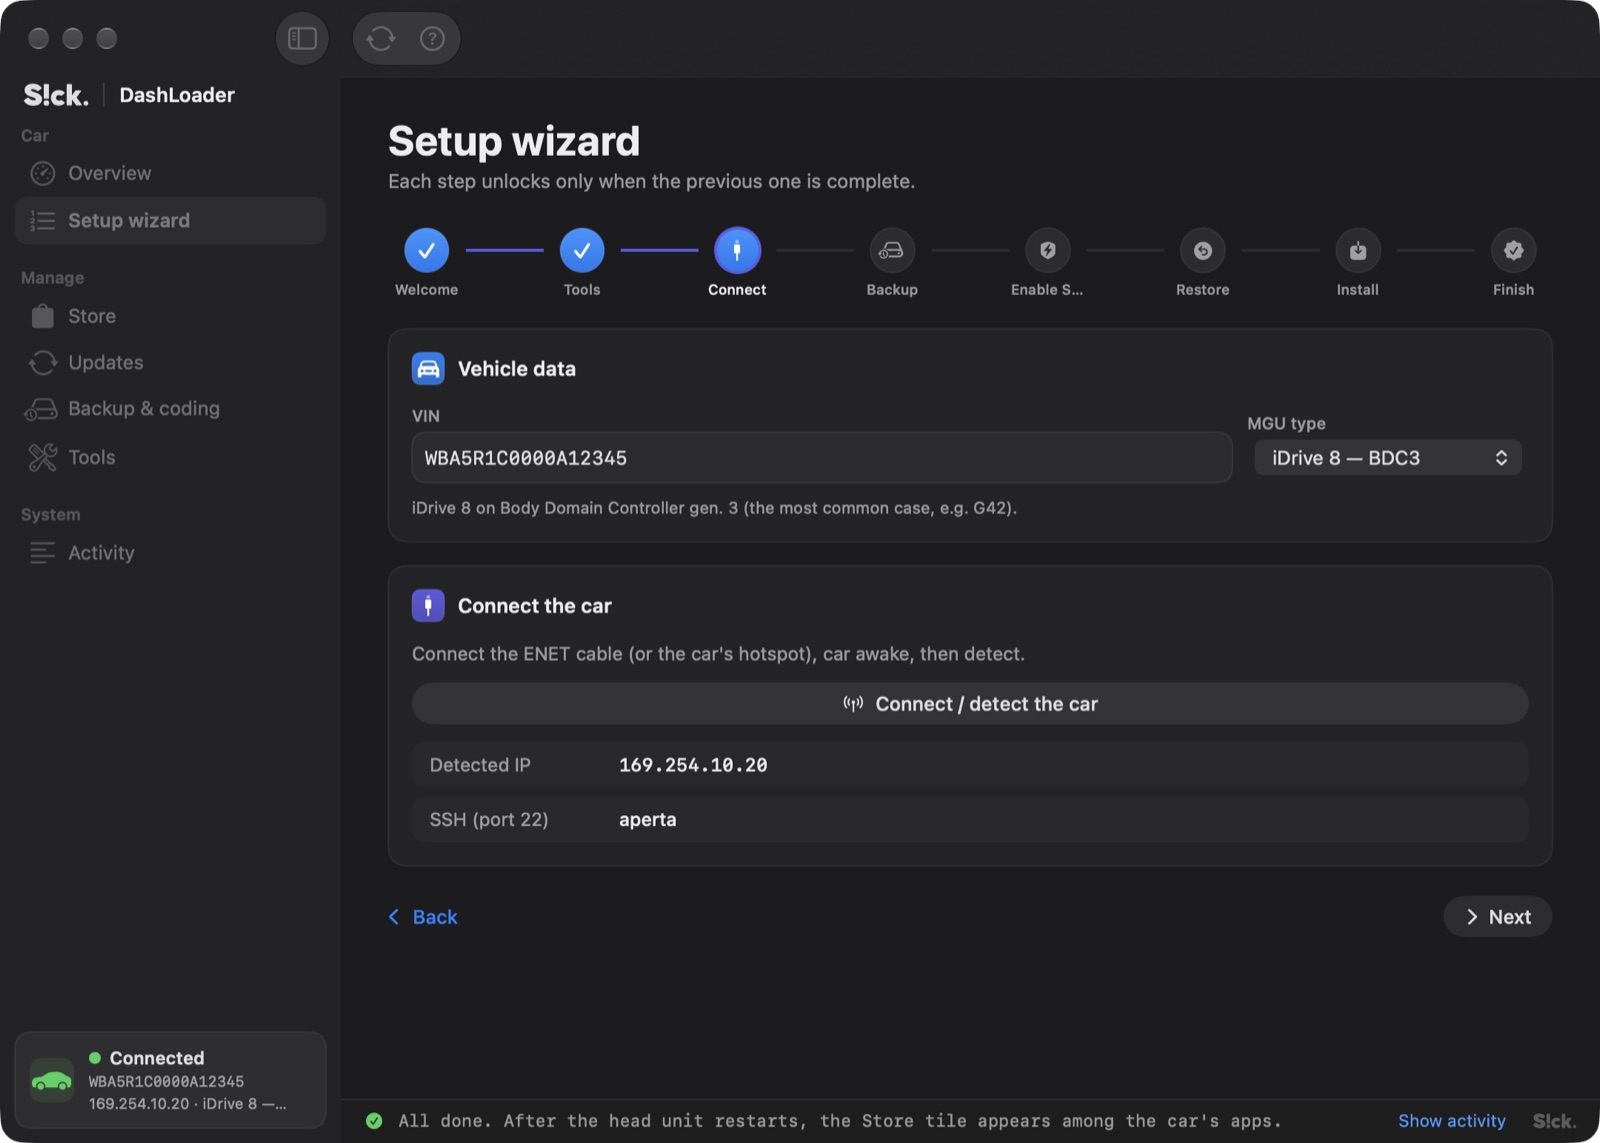 S!ck.
DashLoader
Car
Overview
Setup wizard
Manage
Store
Updates
Backup & coding
Tools
System
Activity
Connected
WBA5R1C0000A12345
169.254.10.20 · iDrive 8 —...
Setup wizard
Each step unlocks only when the previous one is complete.
Welcome
Tools
Connect
Backup
Enable S...
Restore
Install
Finish
Vehicle data
VIN
WBA5R1C0000A12345
MGU type
iDrive 8 — BDC3
iDrive 8 on Body Domain Controller gen. 3 (the most common case, e.g. G42).
Connect the car
Connect the ENET cable (or the car's hotspot), car awake, then detect.
Connect / detect the car
Detected IP 169.254.10.20
SSH (port 22) aperta
Back
Next
All done. After the head unit restarts, the Store tile appears among the car's apps.
Show activity
S!ck.